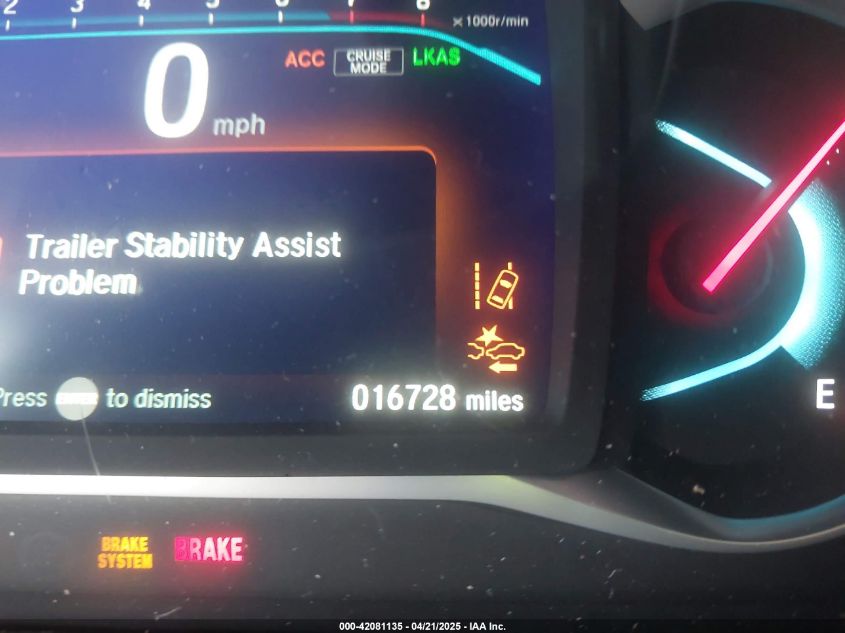 2 3 4 5 6 7 8 x 1000r/min
ACC CRUISE MODE LKAS
0 mph
Trailer Stability Assist
Problem
Press to dismiss
016728 miles
E
BRAKE
SYSTEM
BRAKE
000-42081135 - 04/21/2025 - IAA Inc.